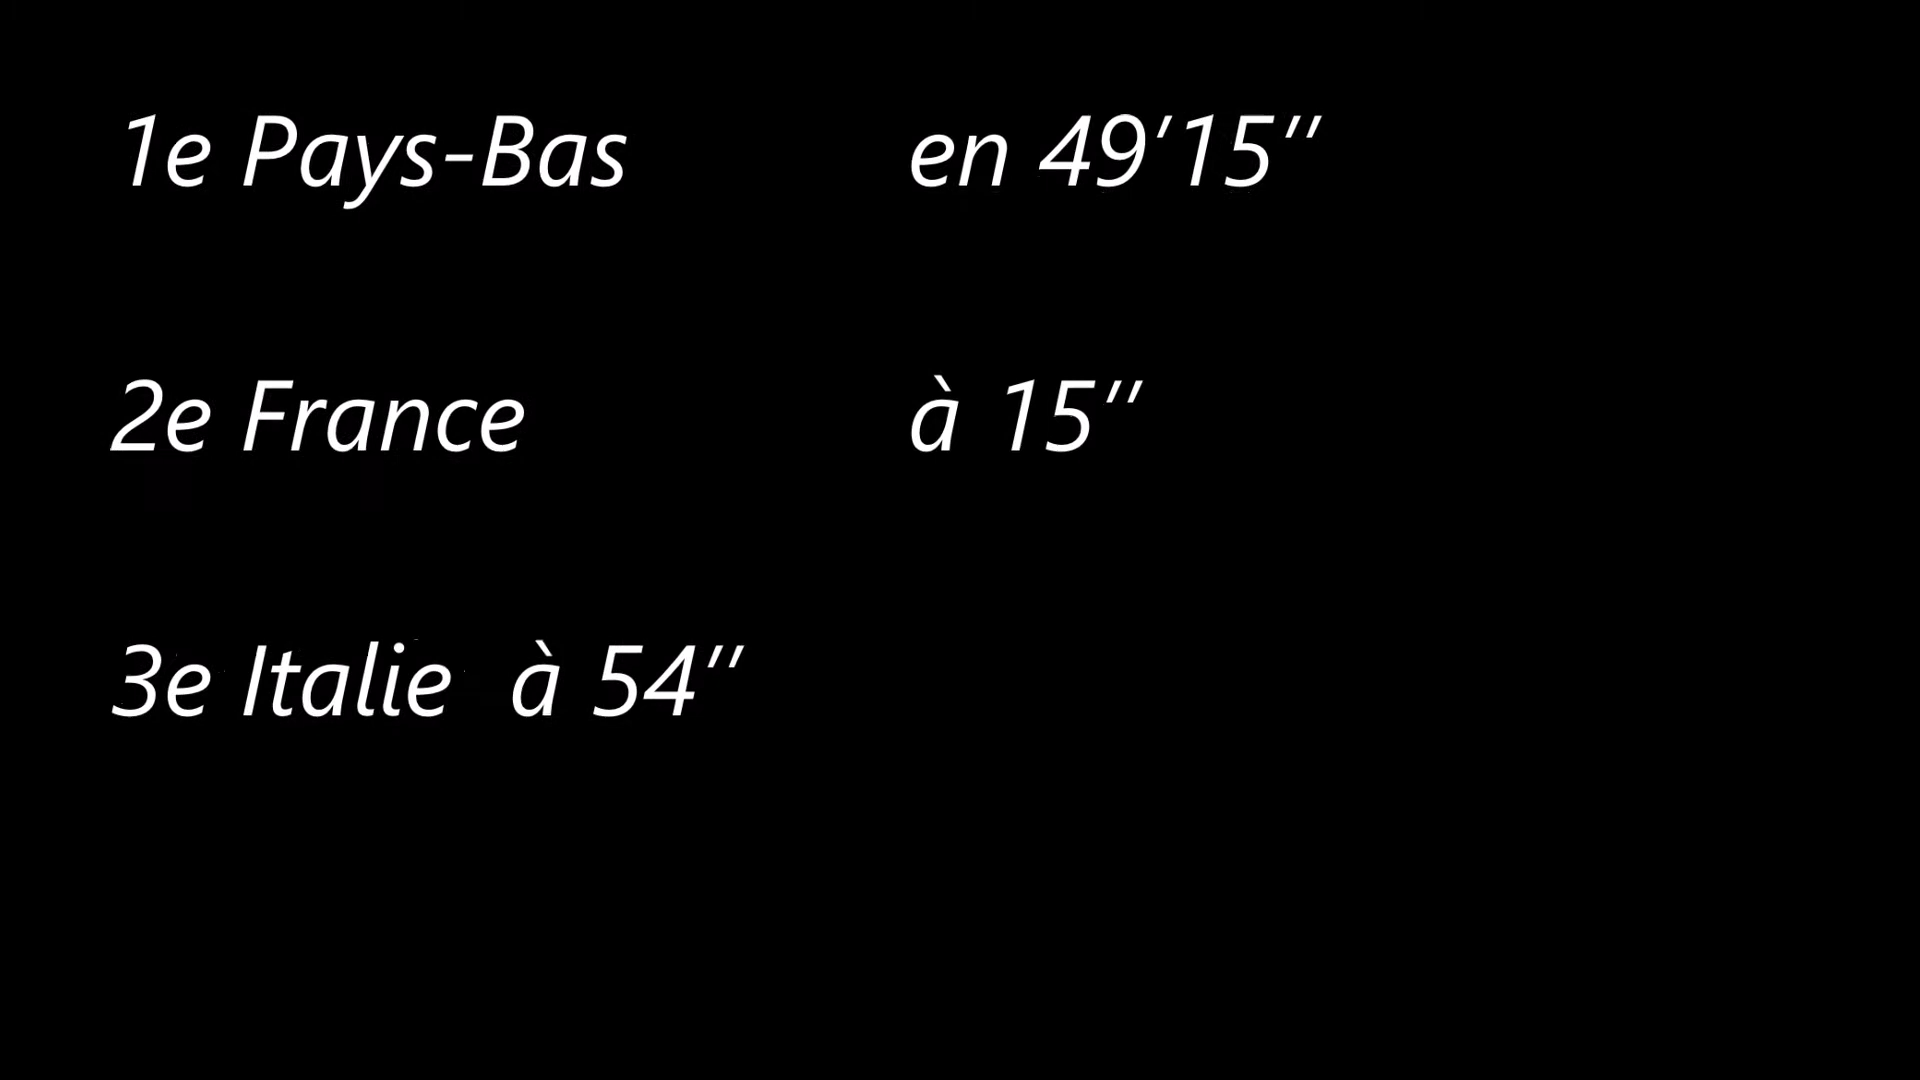 1e Pays-Bas en 49’15’’
2e France à 15’’
3e Italie à 54’’